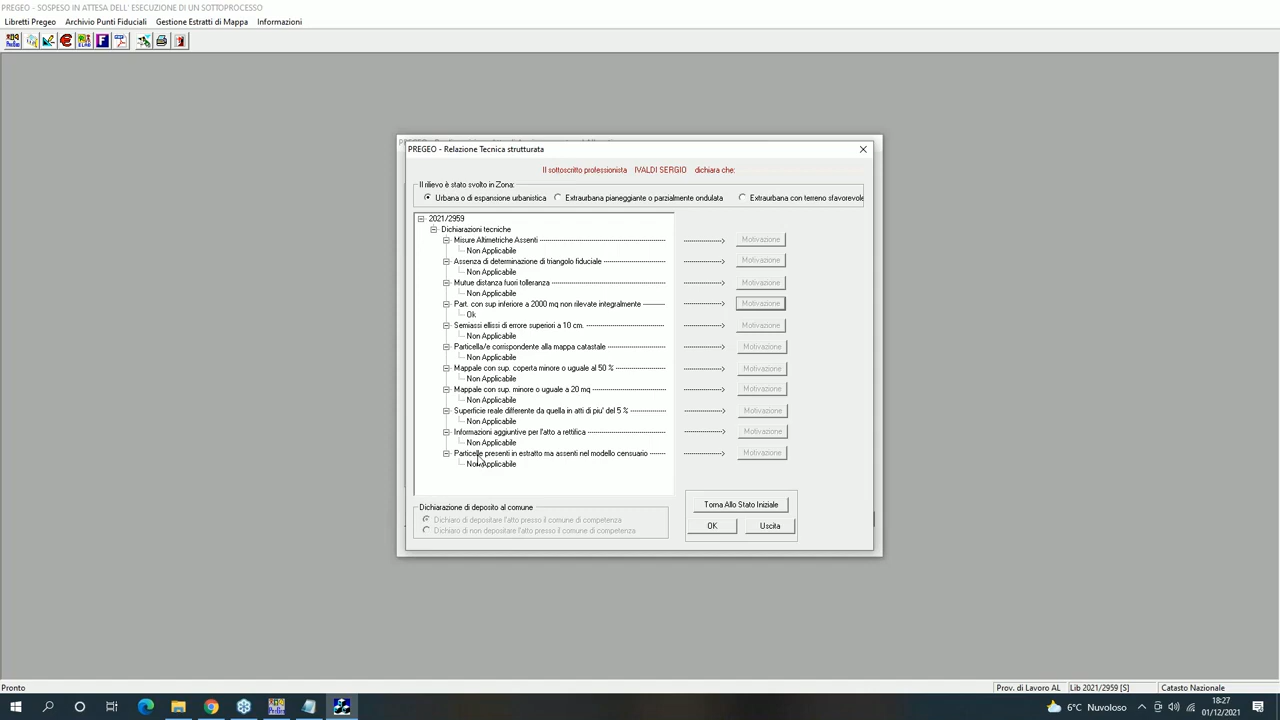 PREGEO - SOSPESO IN ATTESA DELL' ESECUZIONE DI UN SOTTOPROCESSO
Libretti Pregeo Archivio Punti Fiduciali Gestione Estratti di Mappa Informazioni
PREGEO - Relazione Tecnica strutturata
Il sottoscritto professionista IVALDI SERGIO dichiara che:
Il rilievo è stato svolto in Zona:
Urbana o di espansione urbanistica Extraurbana pianeggiante o parzialmente ondulata Extraurbana con terreno sfavorevole
2021/2959
Dichiarazioni tecniche
Misure Altimetriche Assenti Motivazione
Non Applicabile
Assenza di determinazione di triangolo fiduciale Motivazione
Non Applicabile
Mutue distanza fuori tolleranza Motivazione
Non Applicabile
Part. con sup inferiore a 2000 mq non rilevate integralmente Motivazione
Ok
Semiassi ellissi di errore superiori a 10 cm. Motivazione
Non Applicabile
Particella/e corrispondente alla mappa catastale Motivazione
Non Applicabile
Mappale con sup. coperta minore o uguale al 50 % Motivazione
Non Applicabile
Mappale con sup. minore o uguale a 20 mq Motivazione
Non Applicabile
Superficie reale differente da quella in atti di piu' del 5 % Motivazione
Non Applicabile
Informazioni aggiuntive per l'atto a rettifica Motivazione
Non Applicabile
Particelle presenti in estratto ma assenti nel modello censuario Motivazione
Non Applicabile
Dichiarazione di deposito al comune
Dichiaro di depositare l'atto presso il comune di competenza
Dichiaro di non depositare l'atto presso il comune di competenza
Torna Allo Stato Iniziale
OK Uscita
Pronto Prov. di Lavoro AL Lib 2021/2959 [S] Catasto Nazionale
6°C Nuvoloso 18:27
01/12/2021